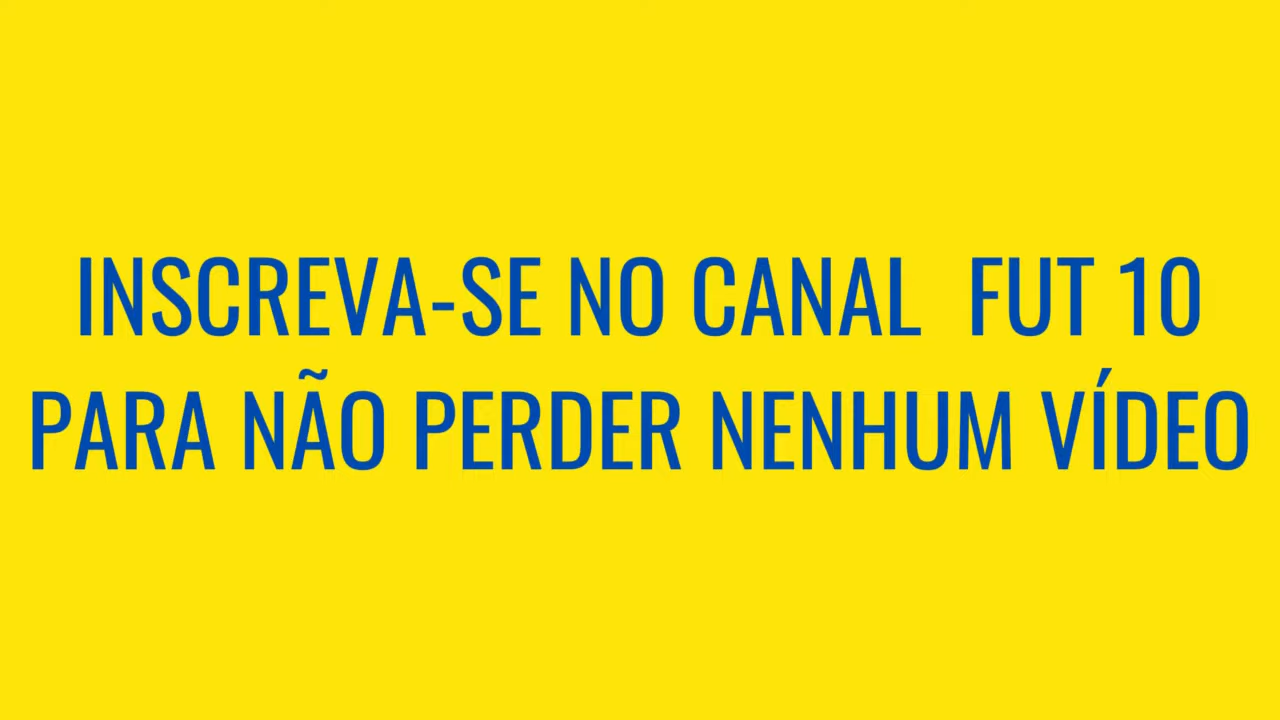 INSCREVA-SE NO CANAL  FUT 10
PARA NÃO PERDER NENHUM VÍDEO